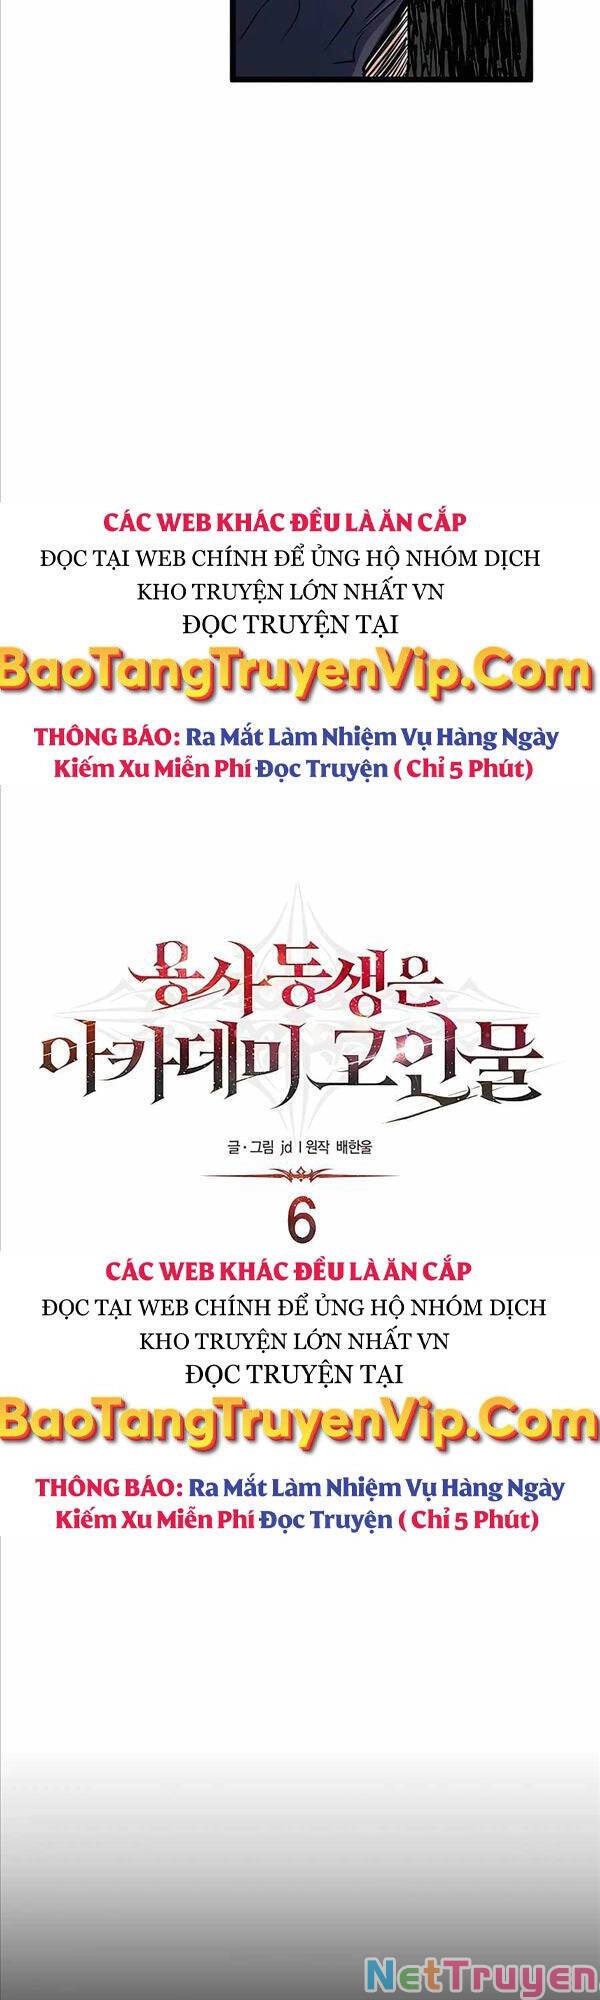 CÁC WEB KHÁC ĐỀU LÀ ĂN CẮP
ĐỌC TẠI WEB CHÍNH ĐỂ ỦNG HỘ NHÓM DỊCH
KHO TRUYỆN LỚN NHẤT VN
ĐỌC TRUYỆN TẠI
BaoTangTruyenVip.Com
THÔNG BÁO: Ra Mắt Làm Nhiệm Vụ Hàng Ngày
Kiếm Xu Miễn Phí Đọc Truyện ( Chỉ 5 Phút)
용사 동생은
아카데미 고인물
글·그림 jd | 원작 배한울
6
CÁC WEB KHÁC ĐỀU LÀ ĂN CẮP
ĐỌC TẠI WEB CHÍNH ĐỂ ỦNG HỘ NHÓM DỊCH
KHO TRUYỆN LỚN NHẤT VN
ĐỌC TRUYỆN TẠI
BaoTangTruyenVip.Com
THÔNG BÁO: Ra Mắt Làm Nhiệm Vụ Hàng Ngày
Kiếm Xu Miễn Phí Đọc Truyện ( Chỉ 5 Phút)
NetTruyen